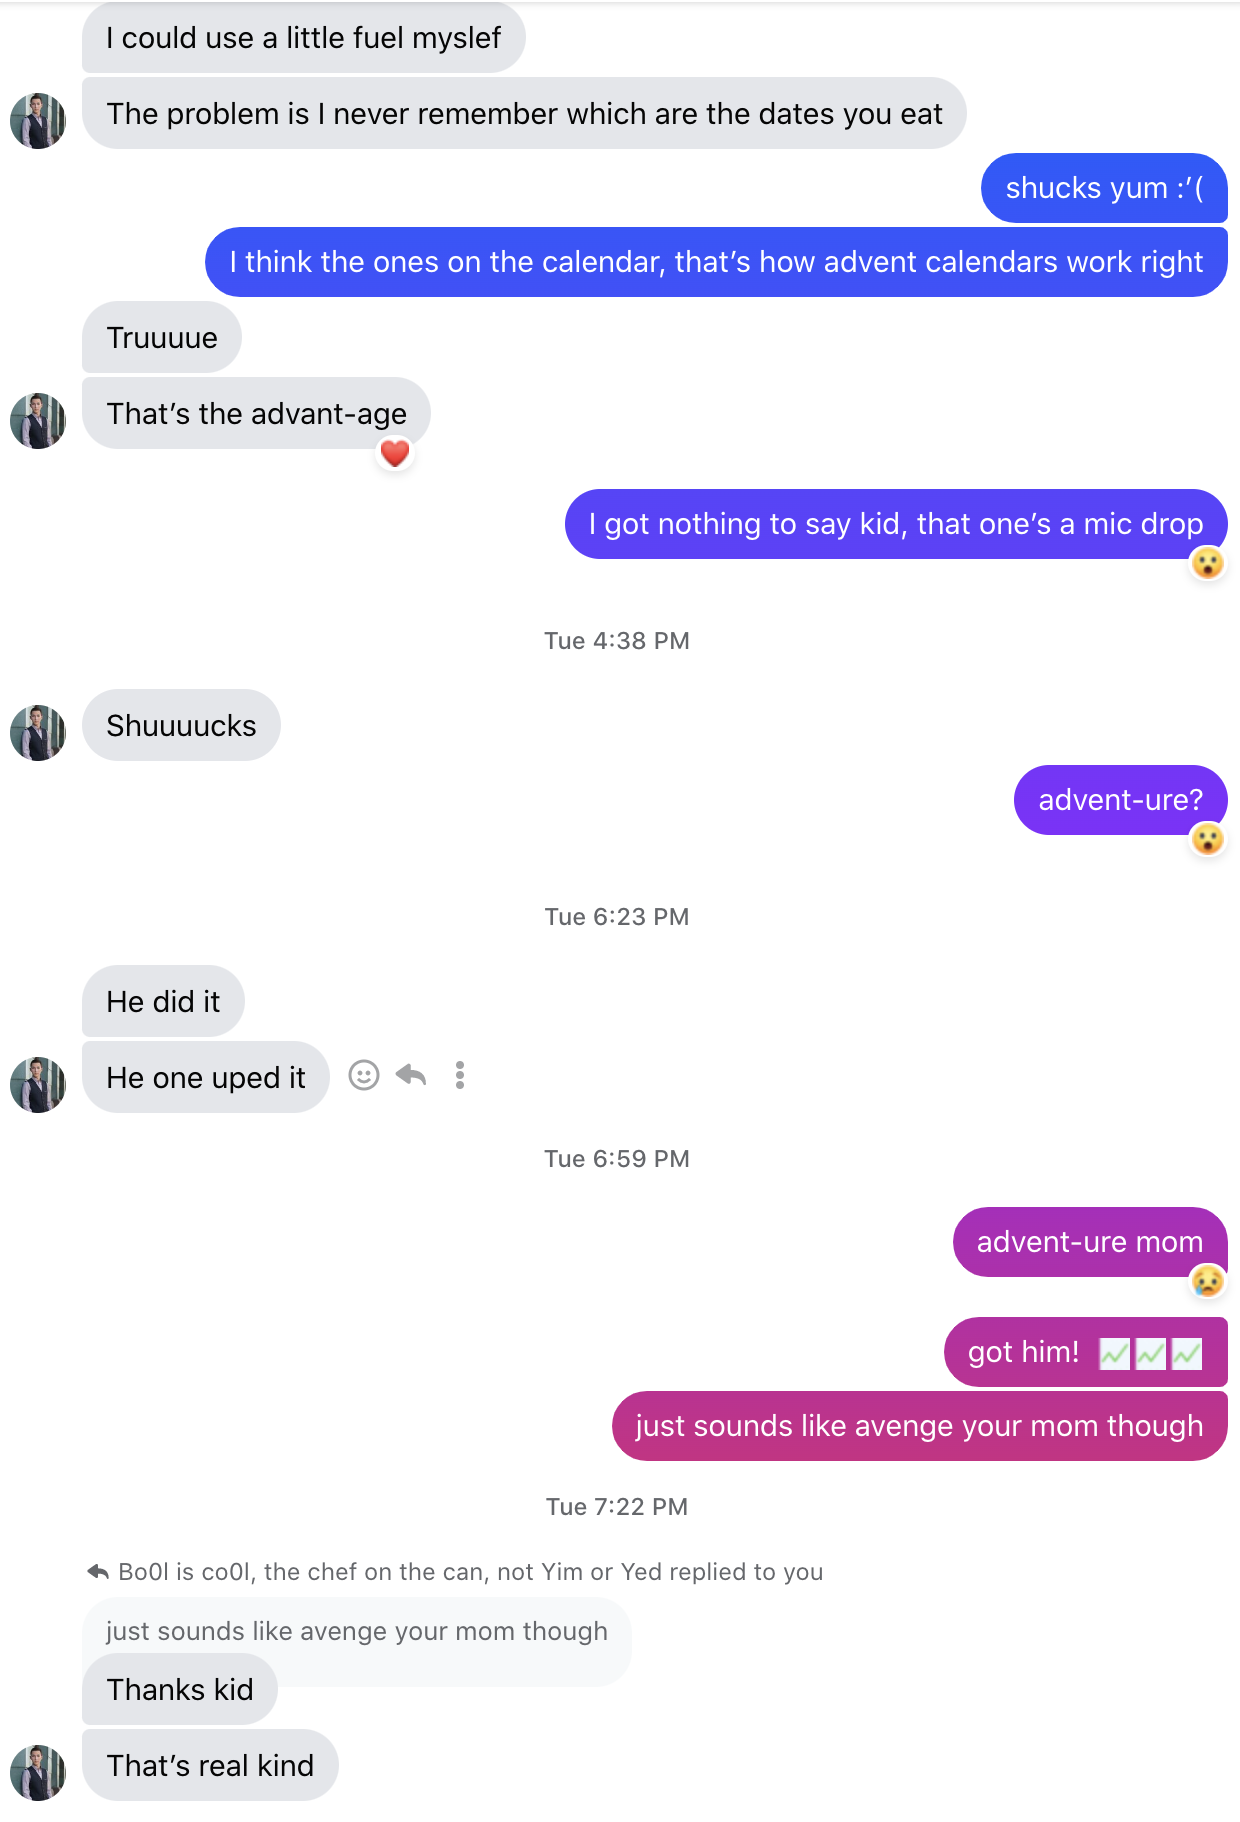 I could use a little fuel myslef
The problem is I never remember which are the dates you eat
shucks yum :’(
I think the ones on the calendar, that’s how advent calendars work right
Truuuue
That’s the advant-age
I got nothing to say kid, that one’s a mic drop
Tue 4:38 PM
Shuuuucks
advent-ure?
Tue 6:23 PM
He did it
He one uped it
Tue 6:59 PM
advent-ure mom
got him! 💹💹💹
just sounds like avenge your mom though
Tue 7:22 PM
Bo0l is co0l, the chef on the can, not Yim or Yed replied to you
just sounds like avenge your mom though
Thanks kid
That’s real kind